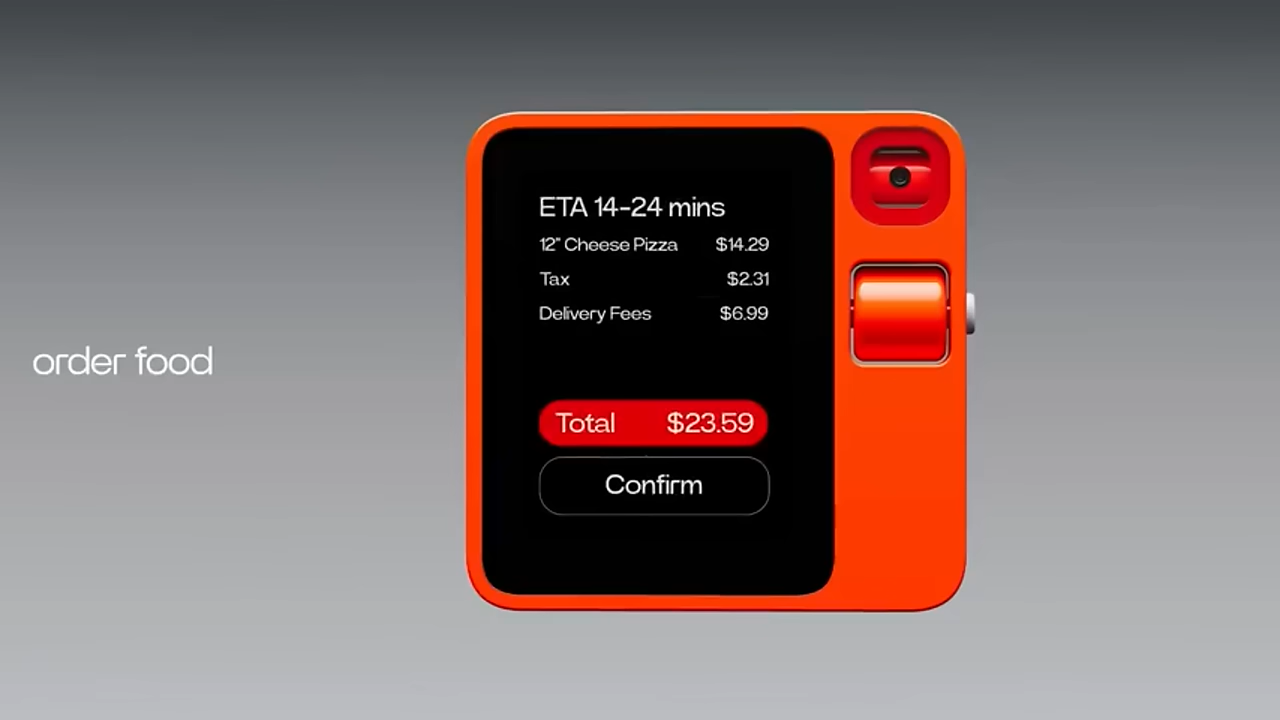 order food
ETA 14-24 mins
12" Cheese Pizza $14.29
Tax $2.31
Delivery Fees $6.99
Total $23.59
Confirm